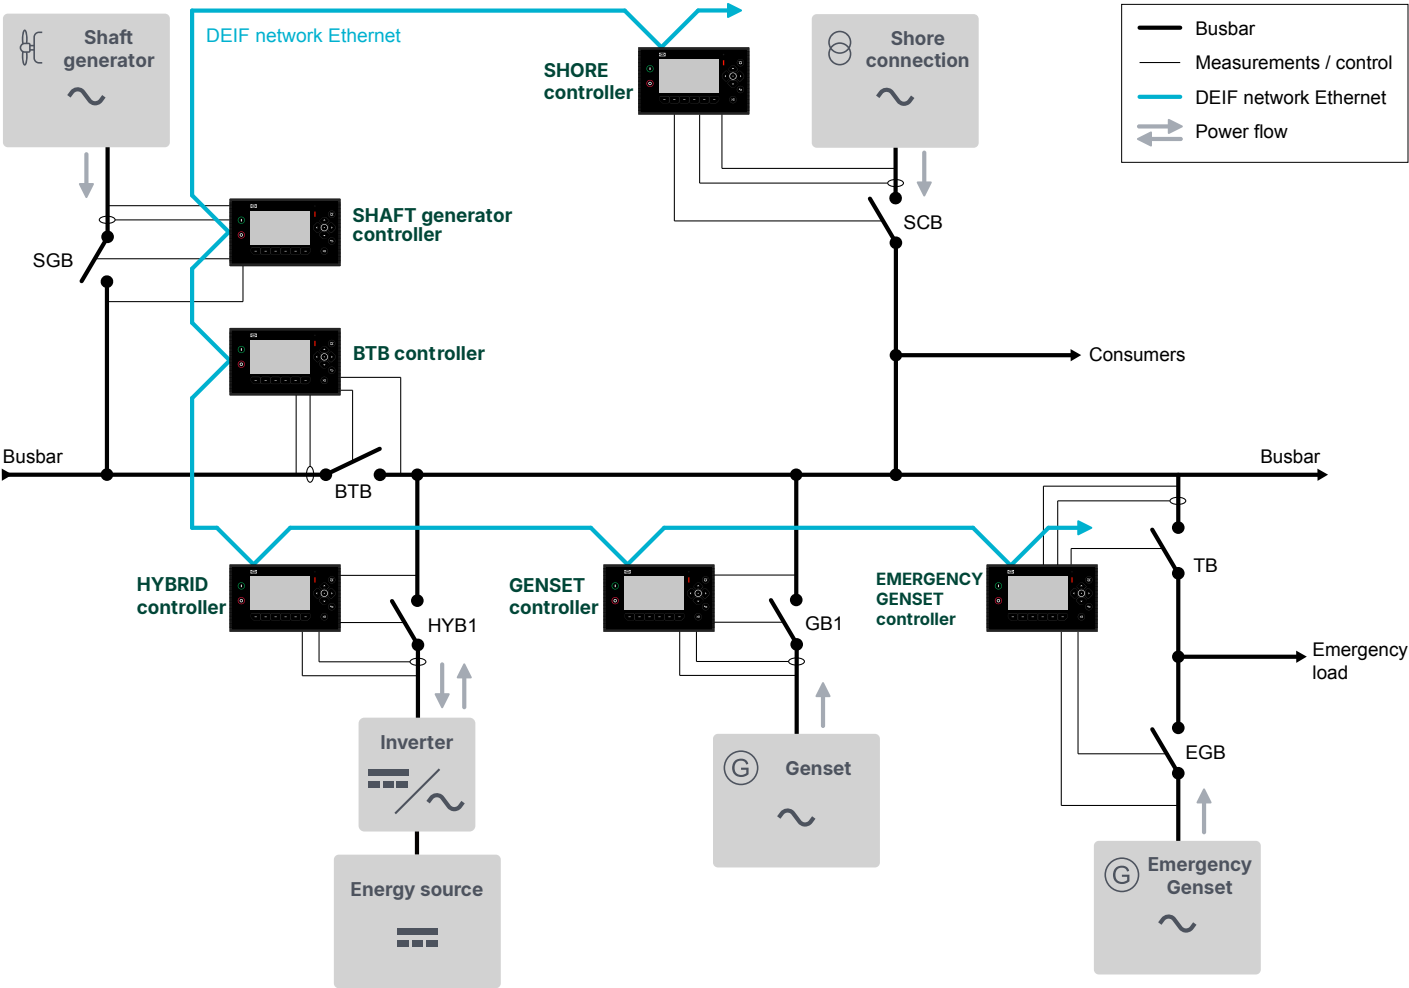 Shaft
generator
DEIF network Ethernet
SHORE
controller
Shore
connection
Busbar
Measurements / control
DEIF network Ethernet
Power flow
SHAFT generator
controller
SGB
SCB
BTB controller
Consumers
Busbar
BTB
Busbar
HYBRID
controller
HYB1
GENSET
controller
GB1
EMERGENCY
GENSET
controller
TB
Emergency
load
Inverter
G
Genset
EGB
Energy source
G
Emergency
Genset